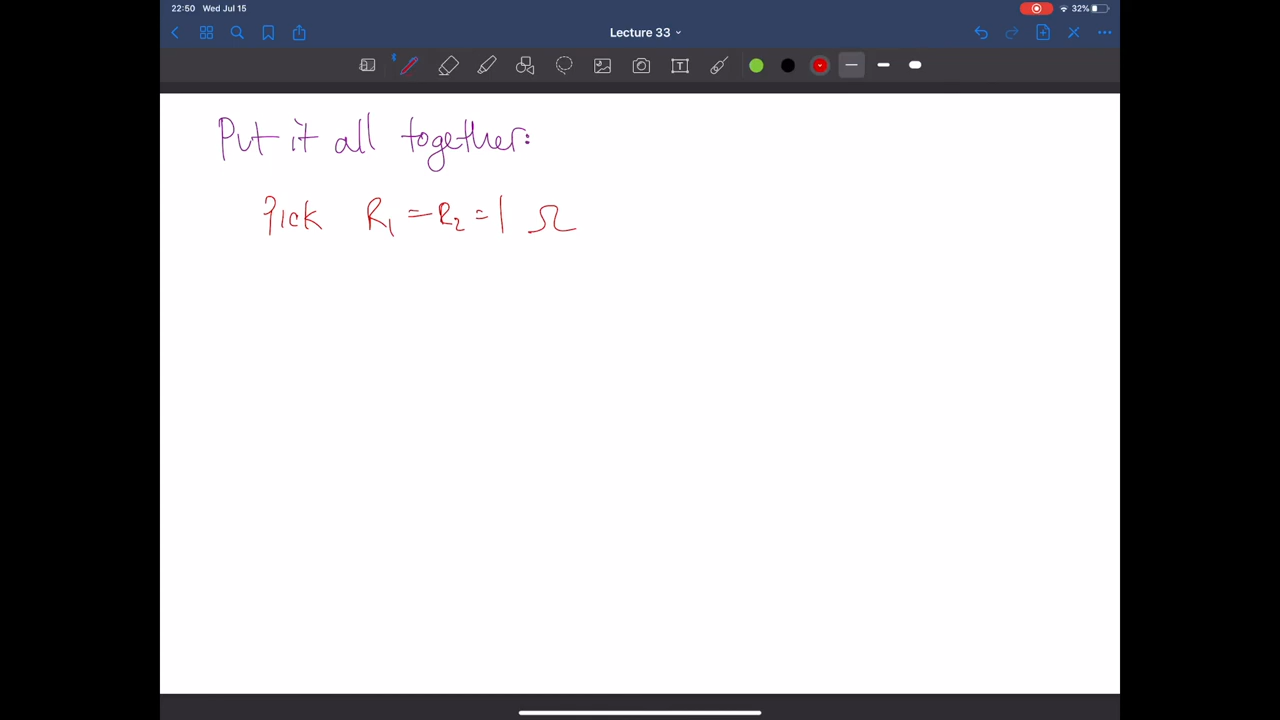 22:50 Wed Jul 15 32%
Lecture 33
T
Put it all together:
Pick R₁ = R₂ = 1 Ω